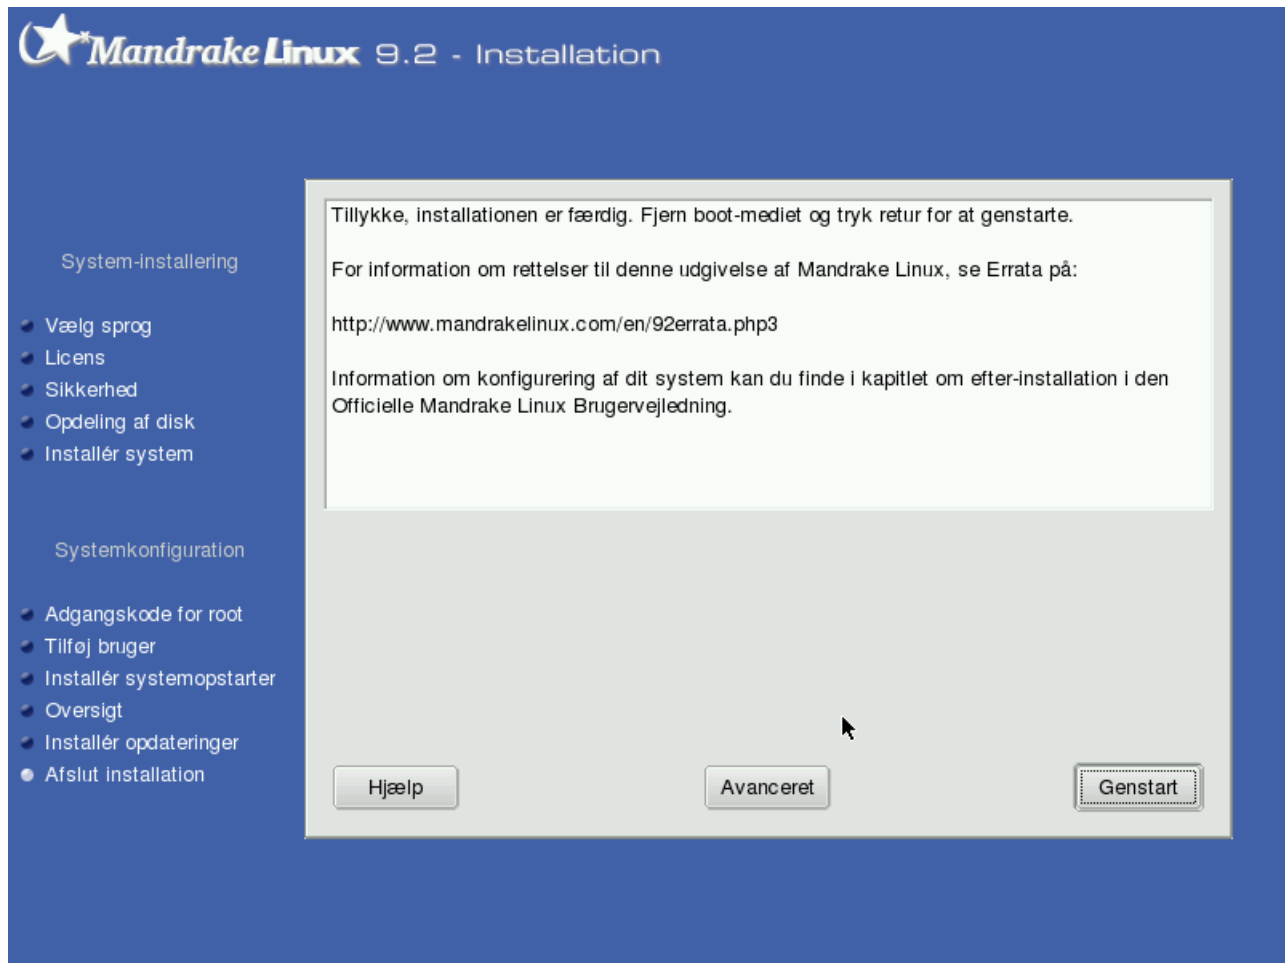 MandrakeLinux 9.2 - Installation
System-installering
Vælg sprog
Licens
Sikkerhed
Opdeling af disk
Installér system
Systemkonfiguration
Adgangskode for root
Tilføj bruger
Installér systemopstarter
Oversigt
Installér opdateringer
Afslut installation
Tillykke, installationen er færdig. Fjern boot-mediet og tryk retur for at genstarte.
For information om rettelser til denne udgivelse af Mandrake Linux, se Errata på:
http://www.mandrakelinux.com/en/92errata.php3
Information om konfigurering af dit system kan du finde i kapitlet om efter-installation i den
Officielle Mandrake Linux Brugervejledning.
Hjælp
Avanceret
Genstart